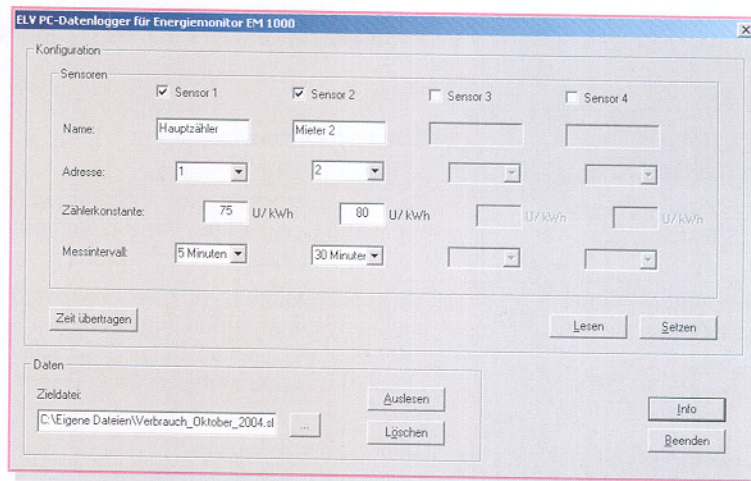 ELV PC-Datenlogger für Energiemonitor EM 1000
Konfiguration
Sensoren
Sensor 1 Sensor 2 Sensor 3 Sensor 4
Name: Hauptzähler Mieter 2
Adresse: 1 2
Zählerkonstante: 75 U/kWh 80 U/kWh U/kWh U/kWh
Messintervall: 5 Minuten 30 Minuten
Zeit übertragen Lesen Setzen
Daten
Zieldatei: Auslesen
C:\Eigene Dateien\Verbrauch_Oktober_2004.sl ... Info
Löschen Beenden